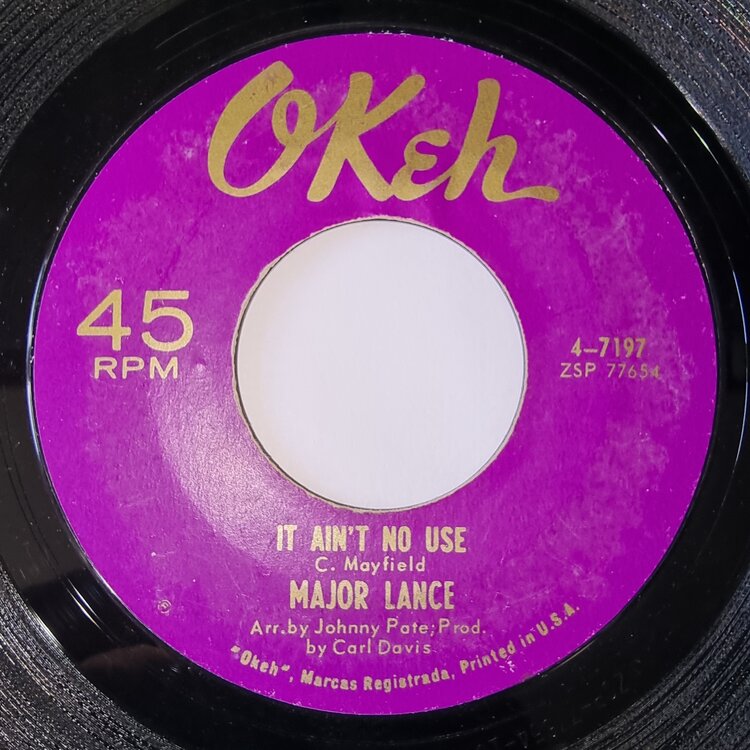 OKeh
45
RPM
4-7197
ZSP 77654
IT AIN'T NO USE
C. Mayfield
MAJOR LANCE
Arr. by Johnny Pate; Prod.
by Carl Davis
℗
"Okeh", Marcas Registrada, Printed in U.S.A.